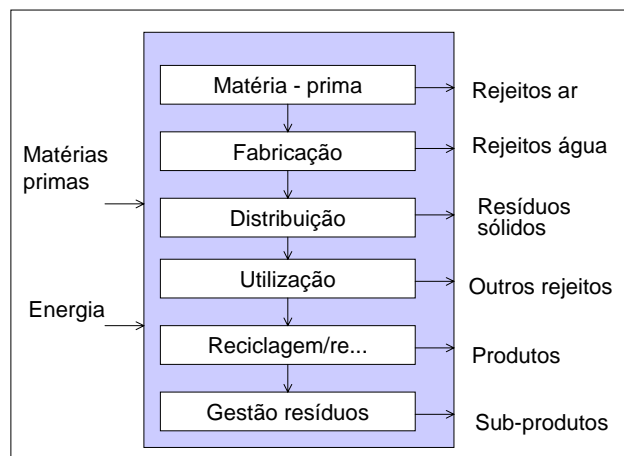 Matérias
primas
Energia
Matéria - prima
Fabricação
Distribuição
Utilização
Reciclagem/re...
Gestão resíduos
Rejeitos ar
Rejeitos água
Resíduos
sólidos
Outros rejeitos
Produtos
Sub-produtos